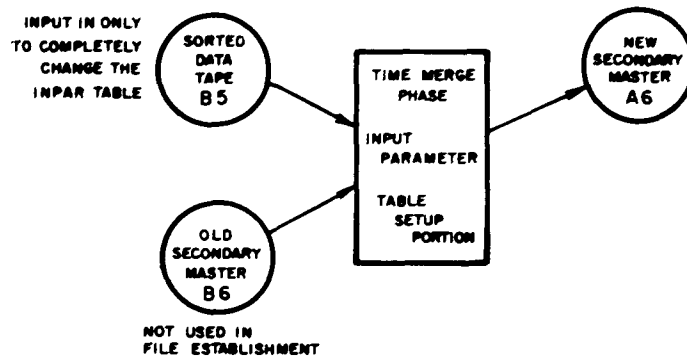 INPUT IN ONLY
TO COMPLETELY
CHANGE THE
INPAR TABLE
SORTED
DATA
TAPE
B5
TIME MERGE
PHASE
INPUT
PARAMETER
TABLE
SETUP
PORTION
NEW
SECONDARY
MASTER
A6
OLD
SECONDARY
MASTER
B6
NOT USED IN
FILE ESTABLISHMENT